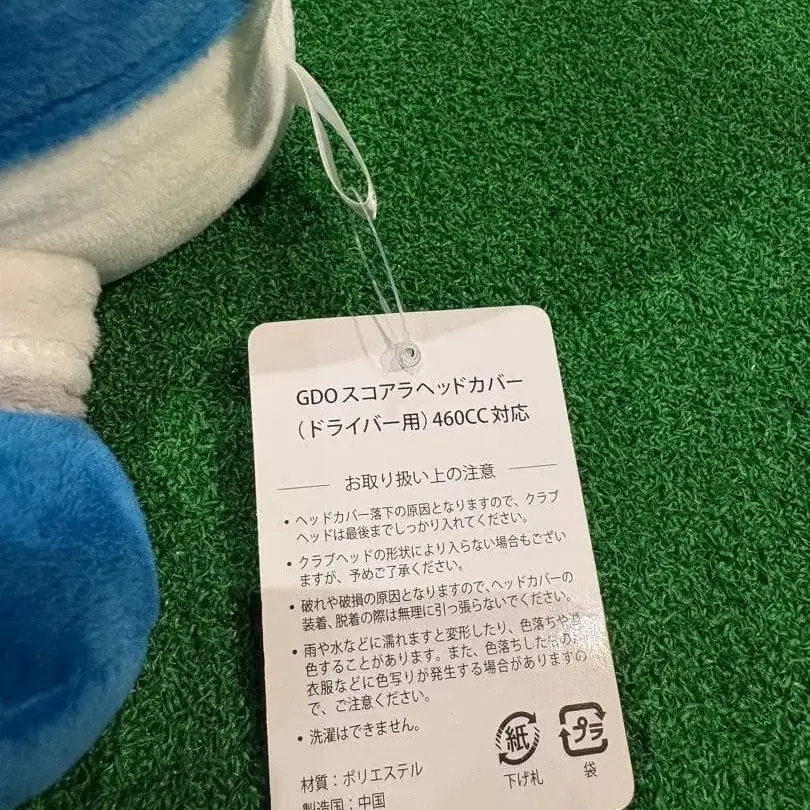 GDOスコアラヘッドカバー
（ドライバー用）460CC対応
お取り扱い上の注意
・ヘッドカバー落下の原因となりますので、クラブ
ヘッドは最後までしっかり入れてください。
・クラブヘッドの形状により入らない場合もござい
ますが、予めご了承ください。
・破れや破損の原因となりますので、ヘッドカバーの
装着、脱着の際は無理に引っ張らないでください。
・雨や水などに濡れますと変形したり、色落ちや
色することがあります。また、色落ちした
衣服などに色写りが発生する場合がありますの
で、ご注意ください。
・洗濯はできません。
紙
プラ
下げ札
袋
材質：ポリエステル
製造国：中国